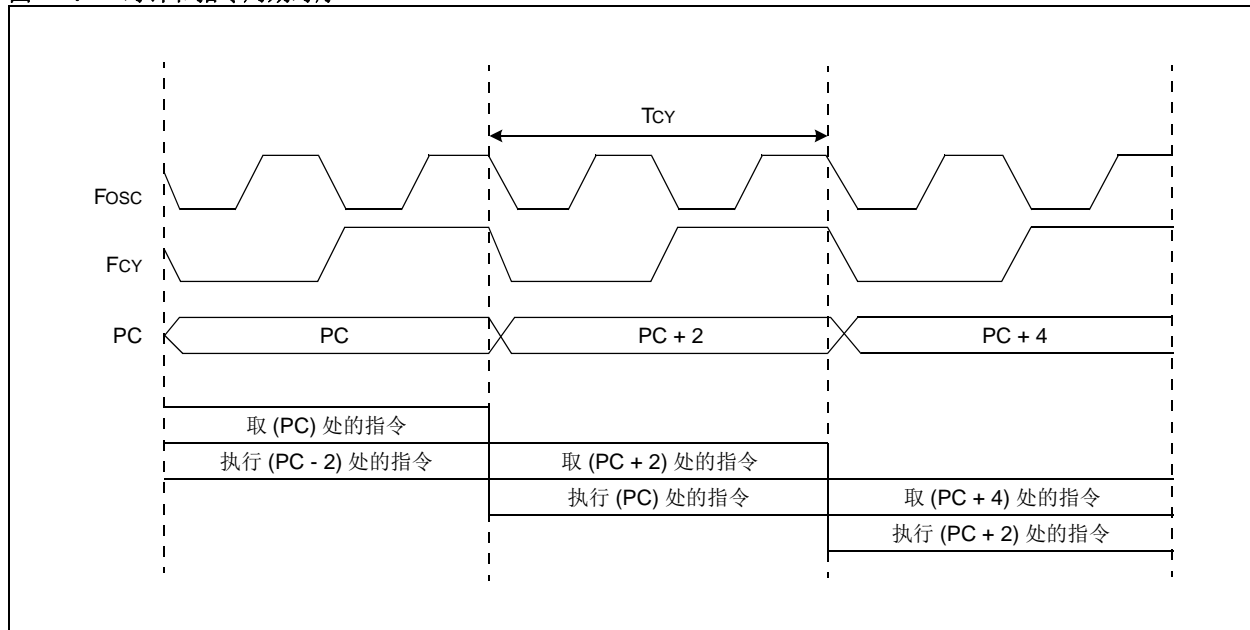 TCY
FOSC
FCY
PC
PC
PC + 2
PC + 4
取 (PC) 处的指令
执行 (PC - 2) 处的指令
取 (PC + 2) 处的指令
执行 (PC) 处的指令
取 (PC + 4) 处的指令
执行 (PC + 2) 处的指令